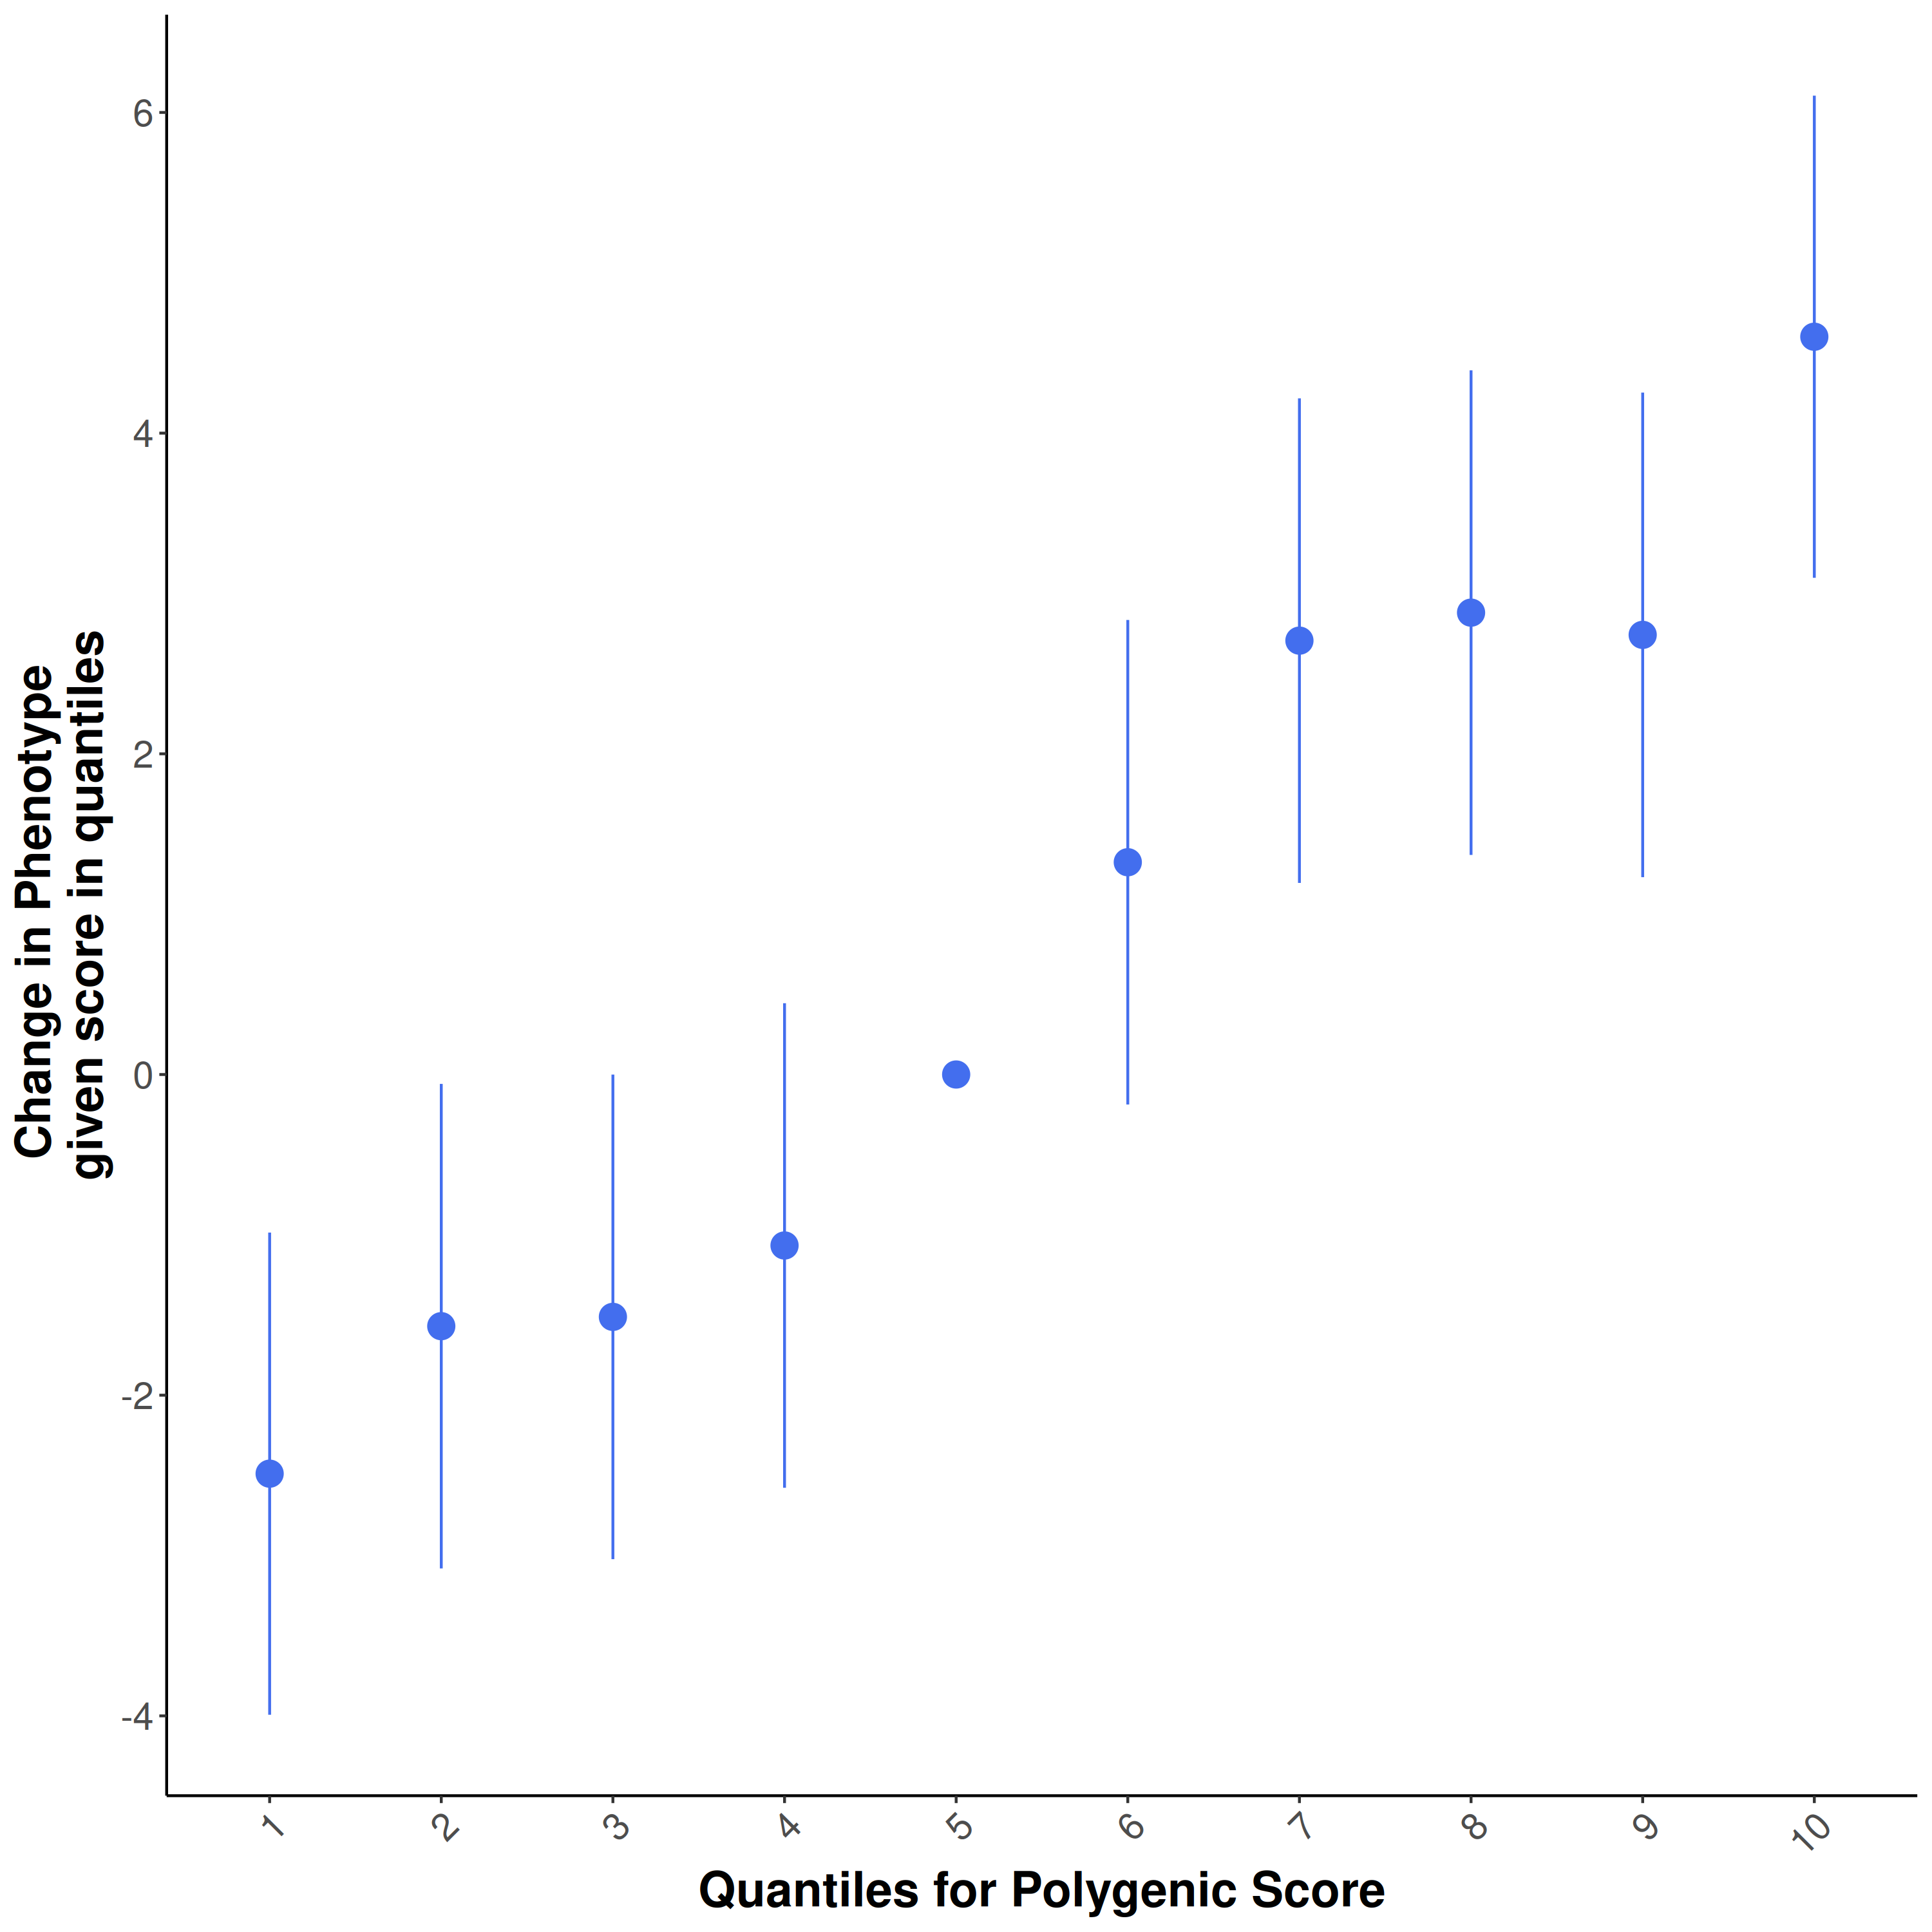 Change in Phenotype
given score in quantiles
6
4
2
0
-2
-4
1 2 3 4 5 6 7 8 9 10
Quantiles for Polygenic Score